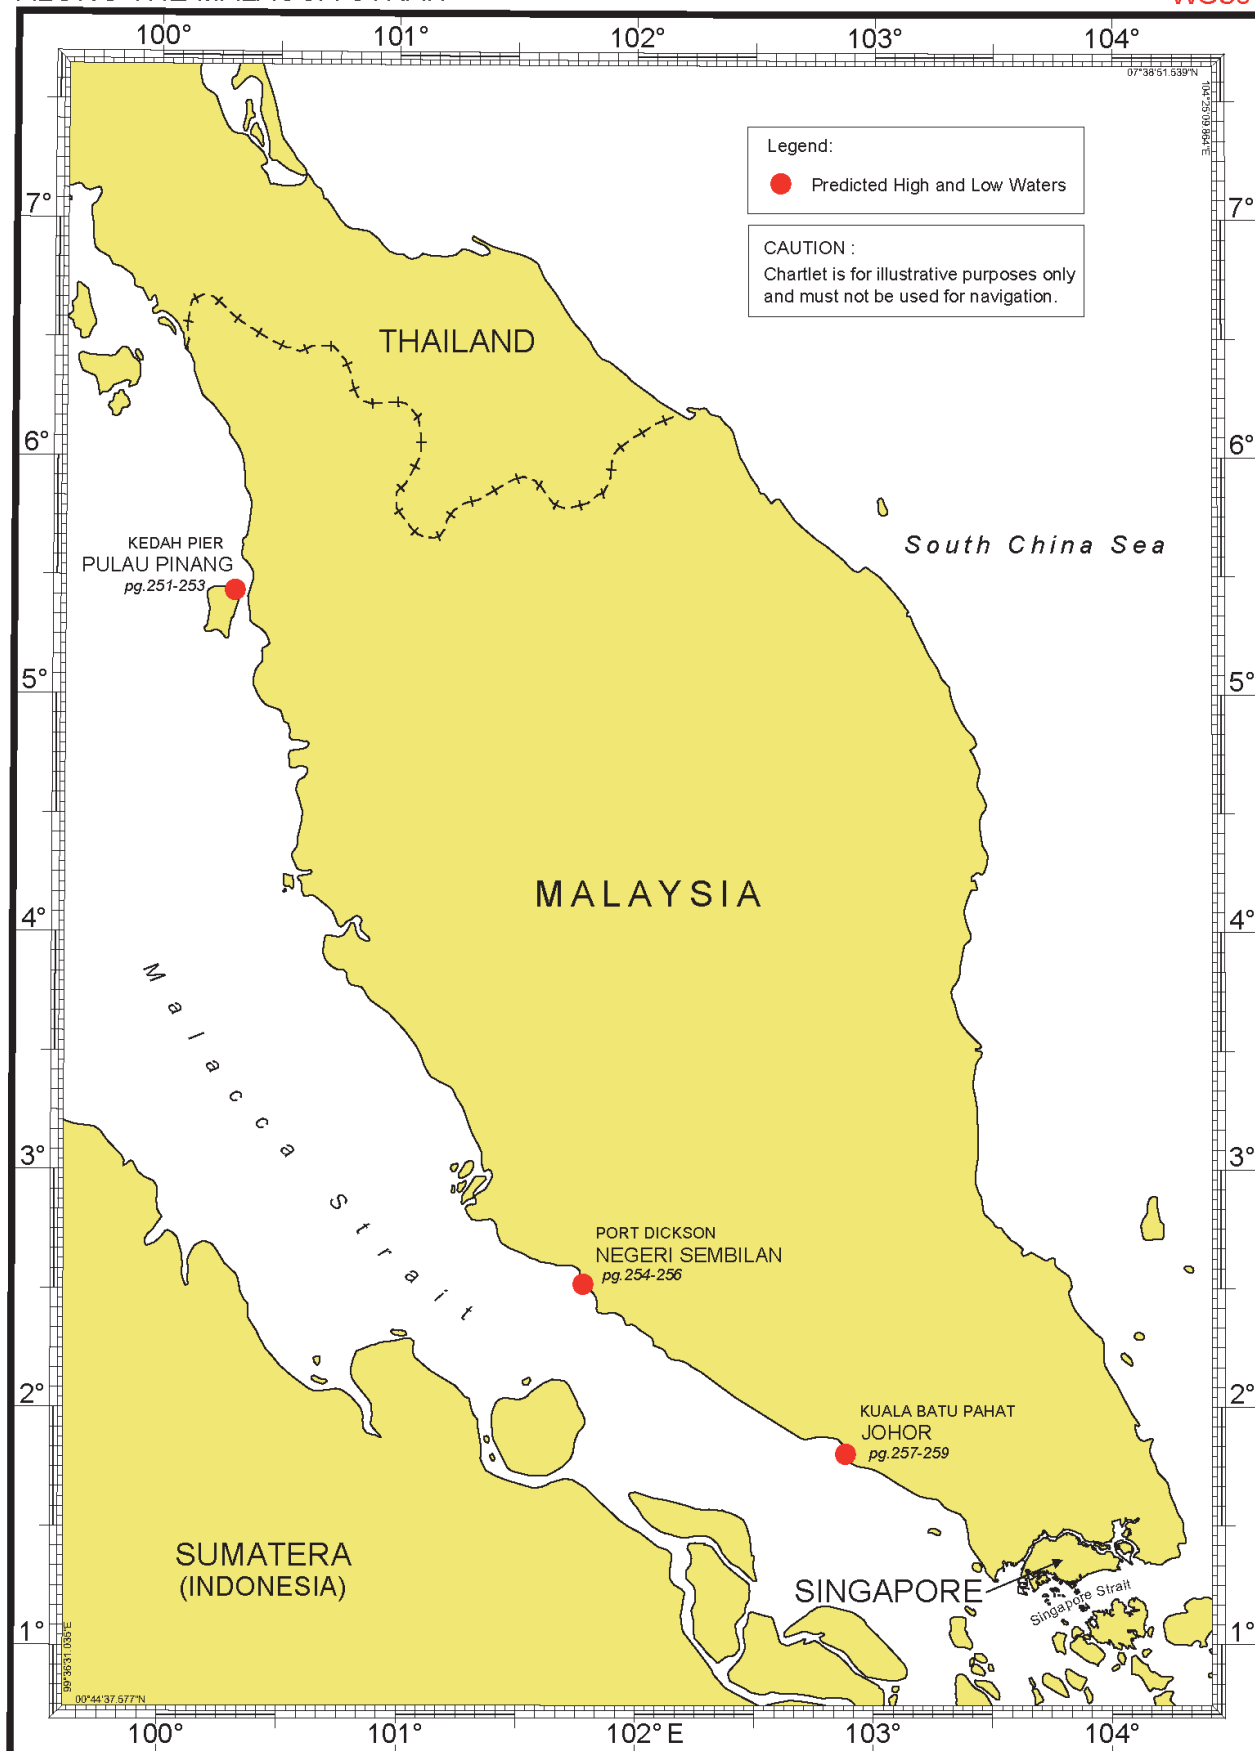 100° 101° 102° 103° 104°
07°38'51.539"N
104°26'09.864"E
Legend:
Predicted High and Low Waters
7° 7°
CAUTION :
Chartlet is for illustrative purposes only
and must not be used for navigation.
THAILAND
6° 6°
South China Sea
KEDAH PIER
PULAU PINANG
pg.251-253
5° 5°
MALAYSIA
4° 4°
Malacca Strait
3° 3°
PORT DICKSON
NEGERI SEMBILAN
pg.254-256
2° 2°
KUALA BATU PAHAT
JOHOR
pg.257-259
SUMATERA
(INDONESIA)
SINGAPORE
Singapore Strait
1° 1°
99°36'31.035"E
00°44'37.577"N
100° 101° 102°E 103° 104°